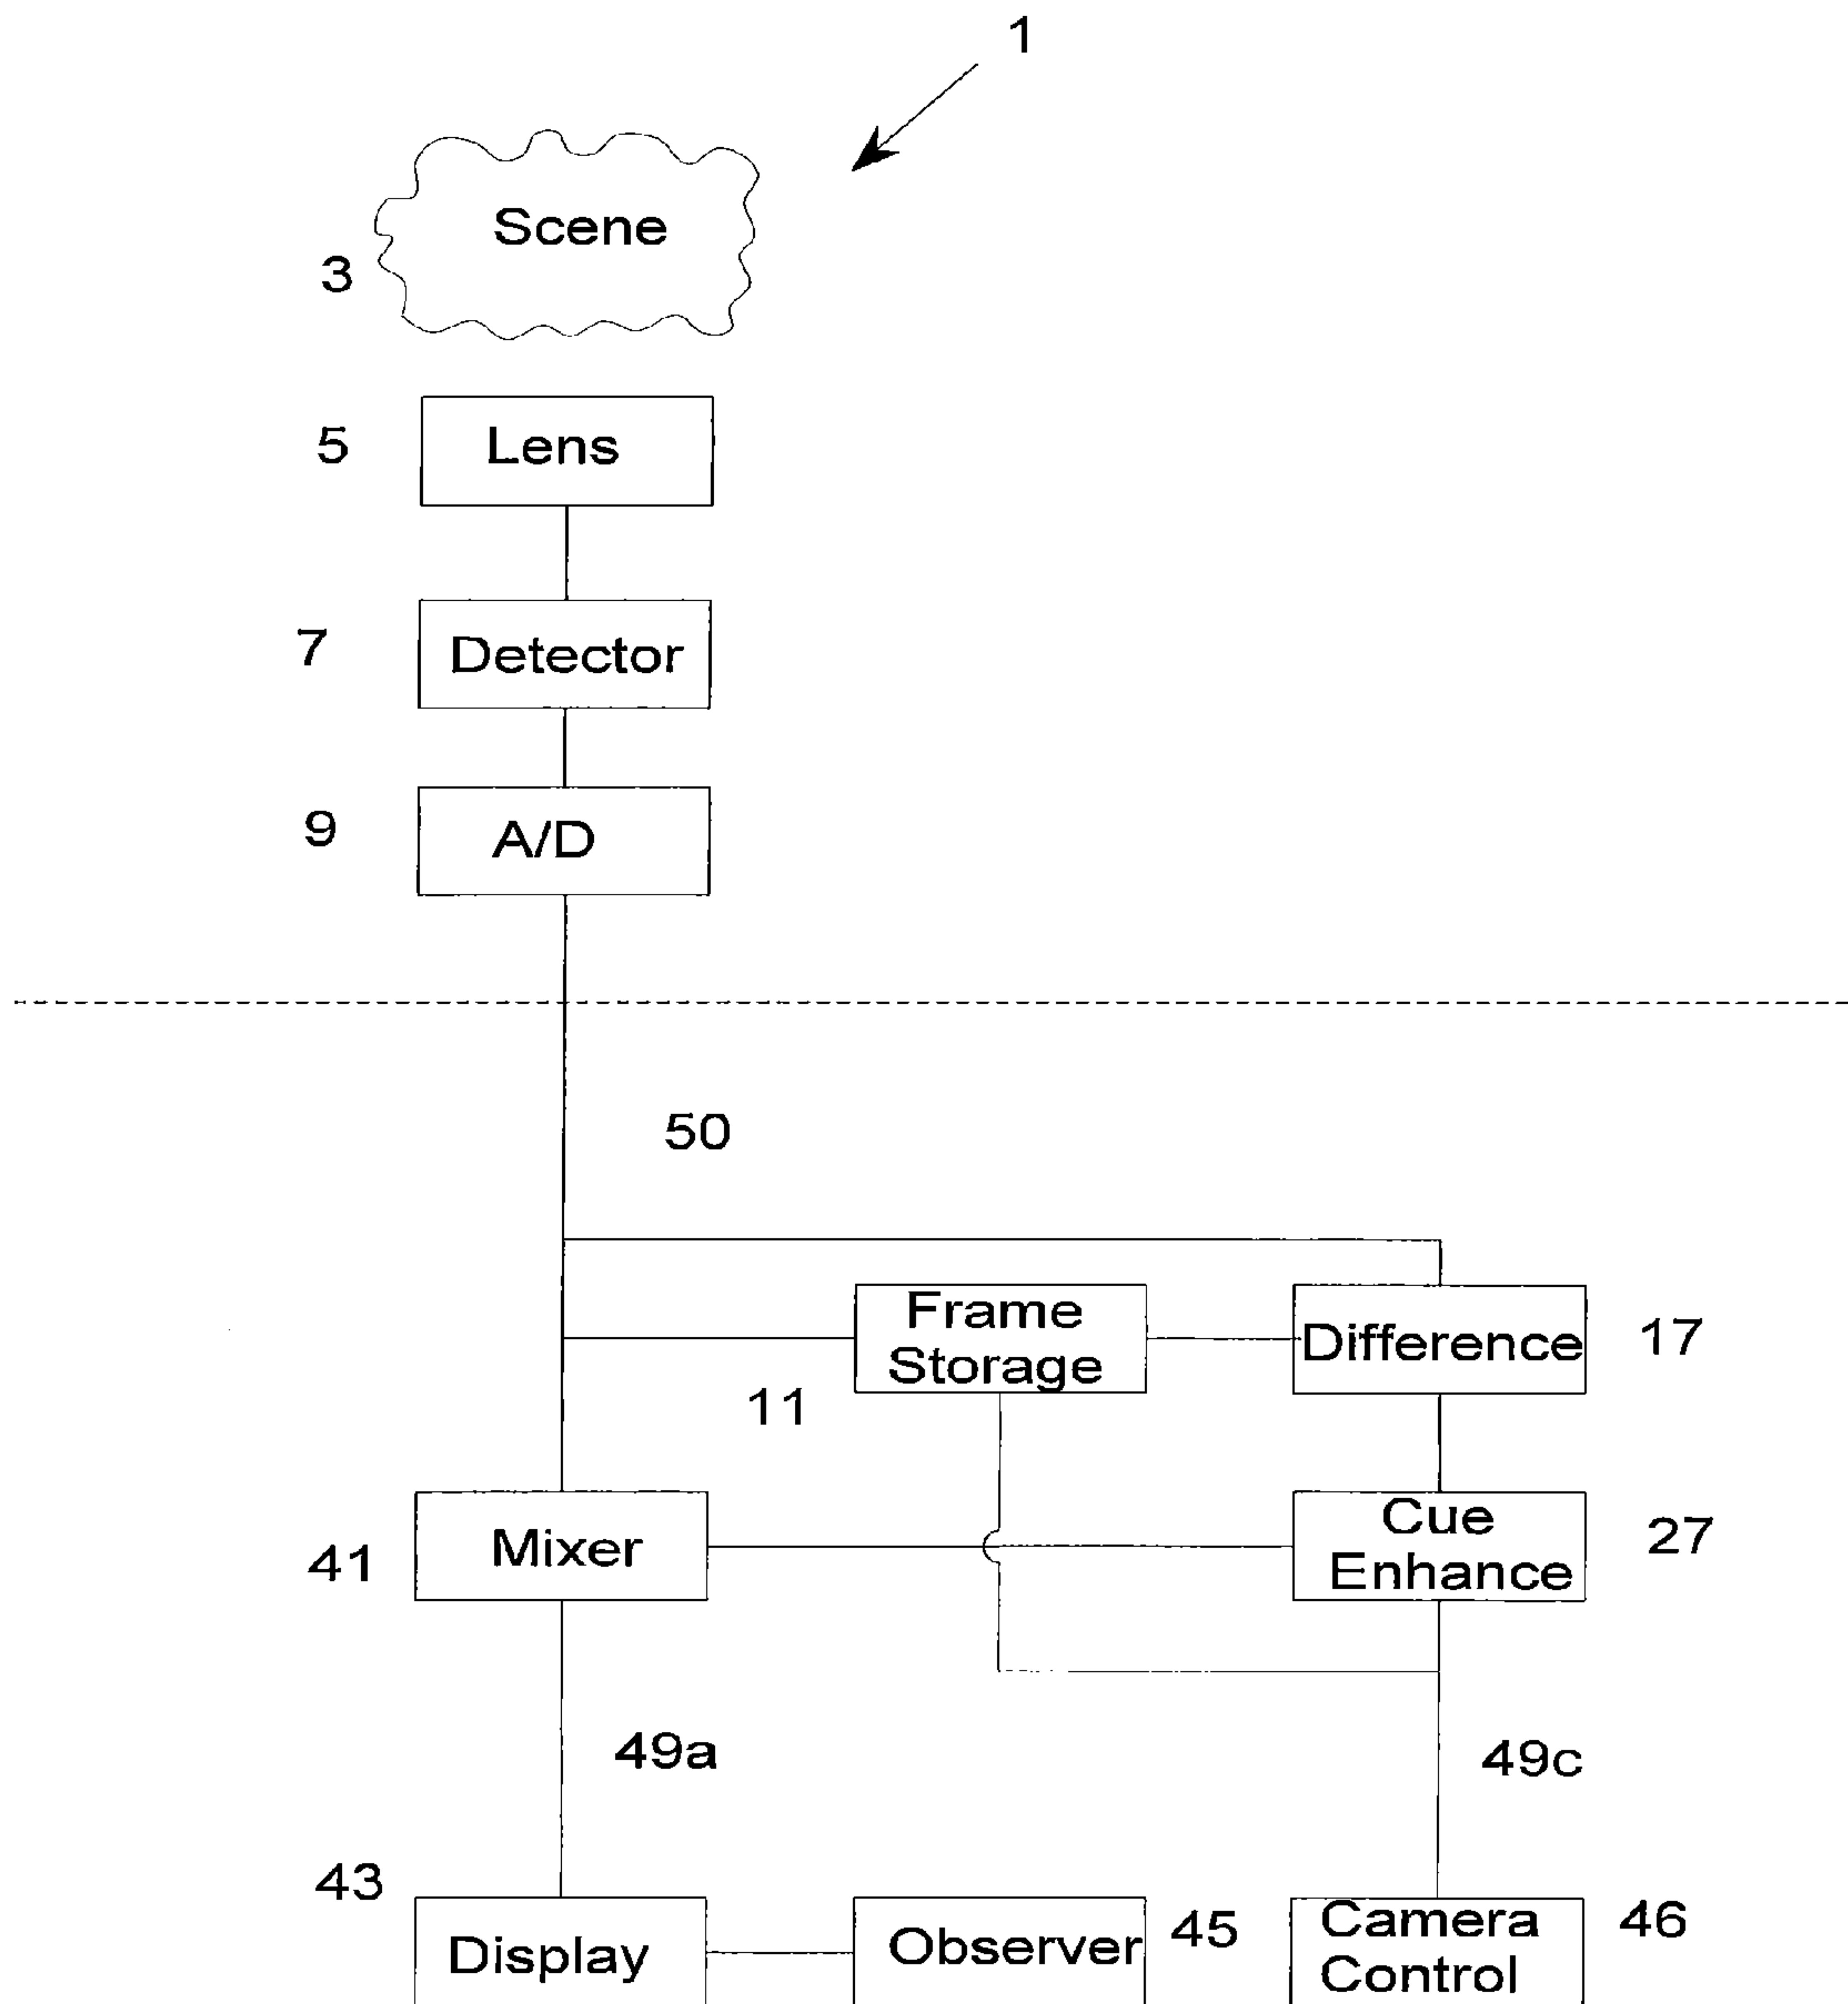 1
Scene
3
5
Lens
7
Detector
9
A/D
50
Frame
Storage
Difference
17
11
41
Mixer
Cue
Enhance
27
49a
49c
43
Display
Observer
45
Camera
Control
46